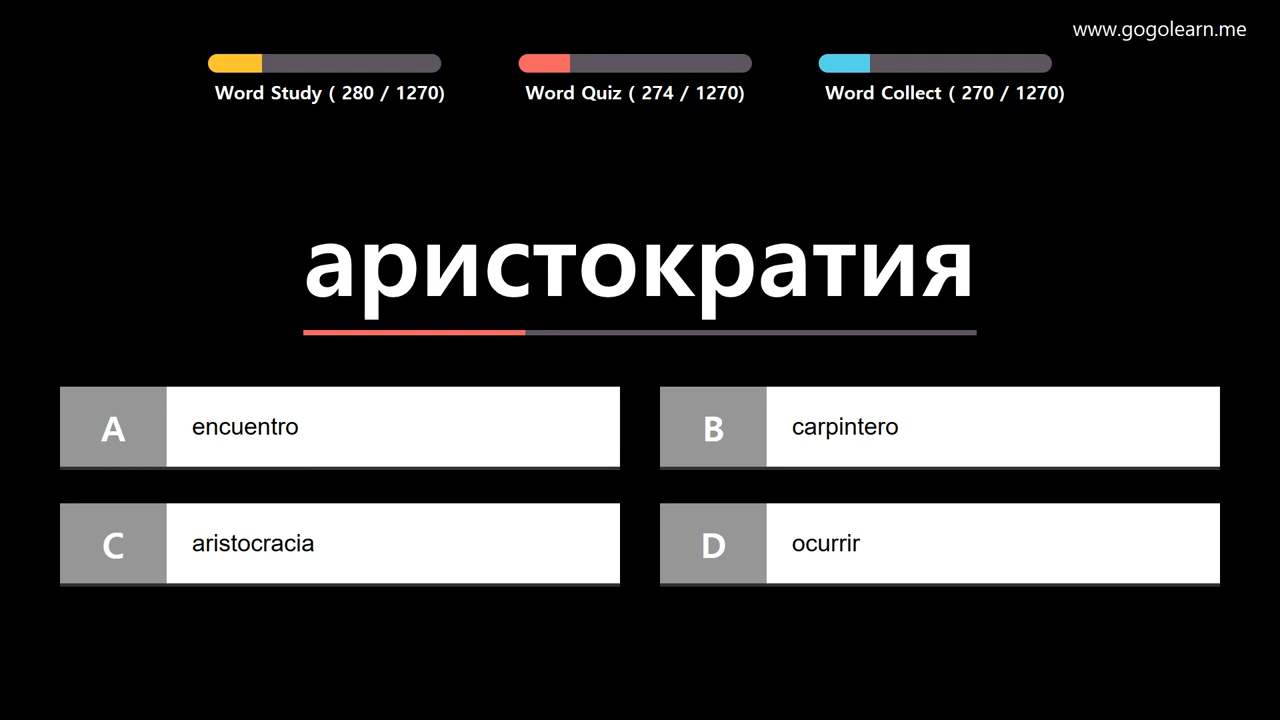 www.gogolearn.me
Word Study ( 280 / 1270)
Word Quiz ( 274 / 1270)
Word Collect ( 270 / 1270)
аристократия
A encuentro
B carpintero
C aristocracia
D ocurrir